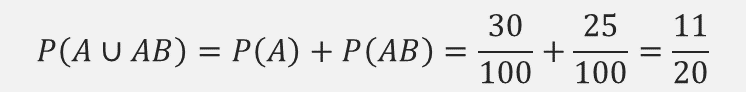 P(A ∪ AB) = P(A) + P(AB) = 30/100 + 25/100 = 11/20